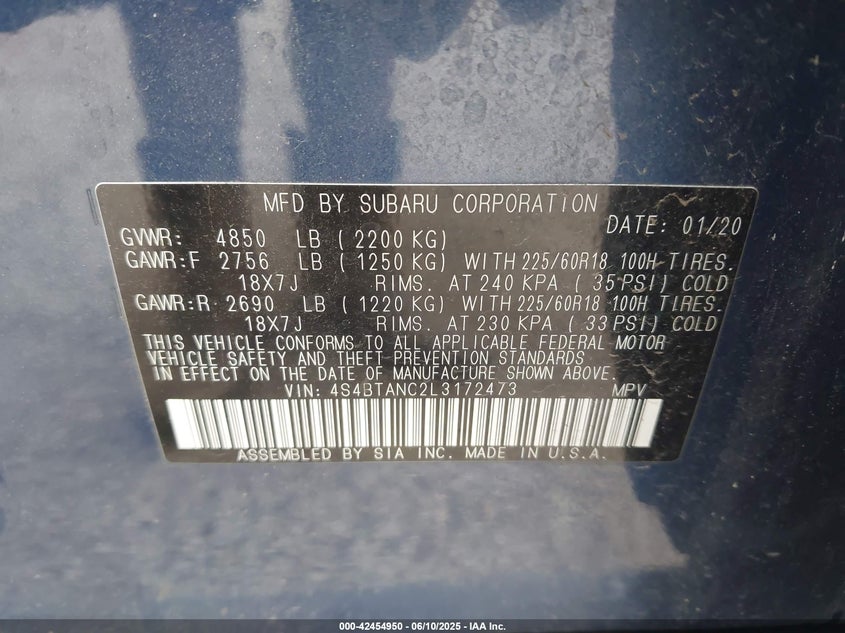 MFD BY SUBARU CORPORATION
DATE: 01/20
GVWR: 4850 LB ( 2200 KG)
GAWR:F 2756 LB ( 1250 KG) WITH 225/60R18 100H TIRES.
18X7J RIMS. AT 240 KPA ( 35 PSI) COLD
GAWR:R 2690 LB ( 1220 KG) WITH 225/60R18 100H TIRES.
18X7J RIMS. AT 230 KPA ( 33 PSI) COLD
THIS VEHICLE CONFORMS TO ALL APPLICABLE FEDERAL MOTOR
VEHICLE SAFETY AND THEFT PREVENTION STANDARDS
IN EFFECT ON THE DATE OF MANUFACTURE SHOWN ABOVE.
VIN: 4S4BTANC2L3172473 MPV
ASSEMBLED BY SIA INC. MADE IN U.S.A.
000-42454950 - 06/10/2025 - IAA Inc.